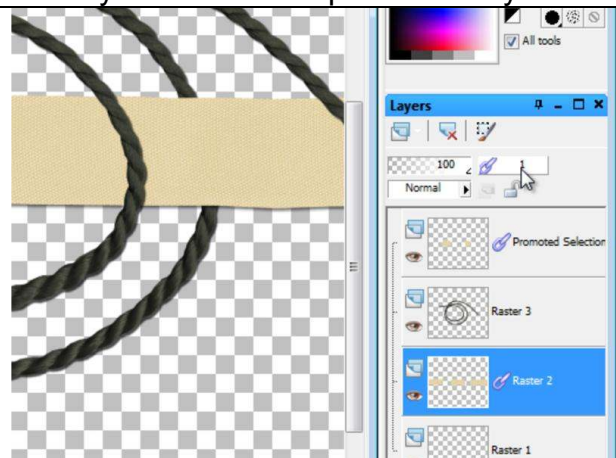 All tools
Layers
100
1
Normal
Promoted Selection
Raster 3
Raster 2
Raster 1